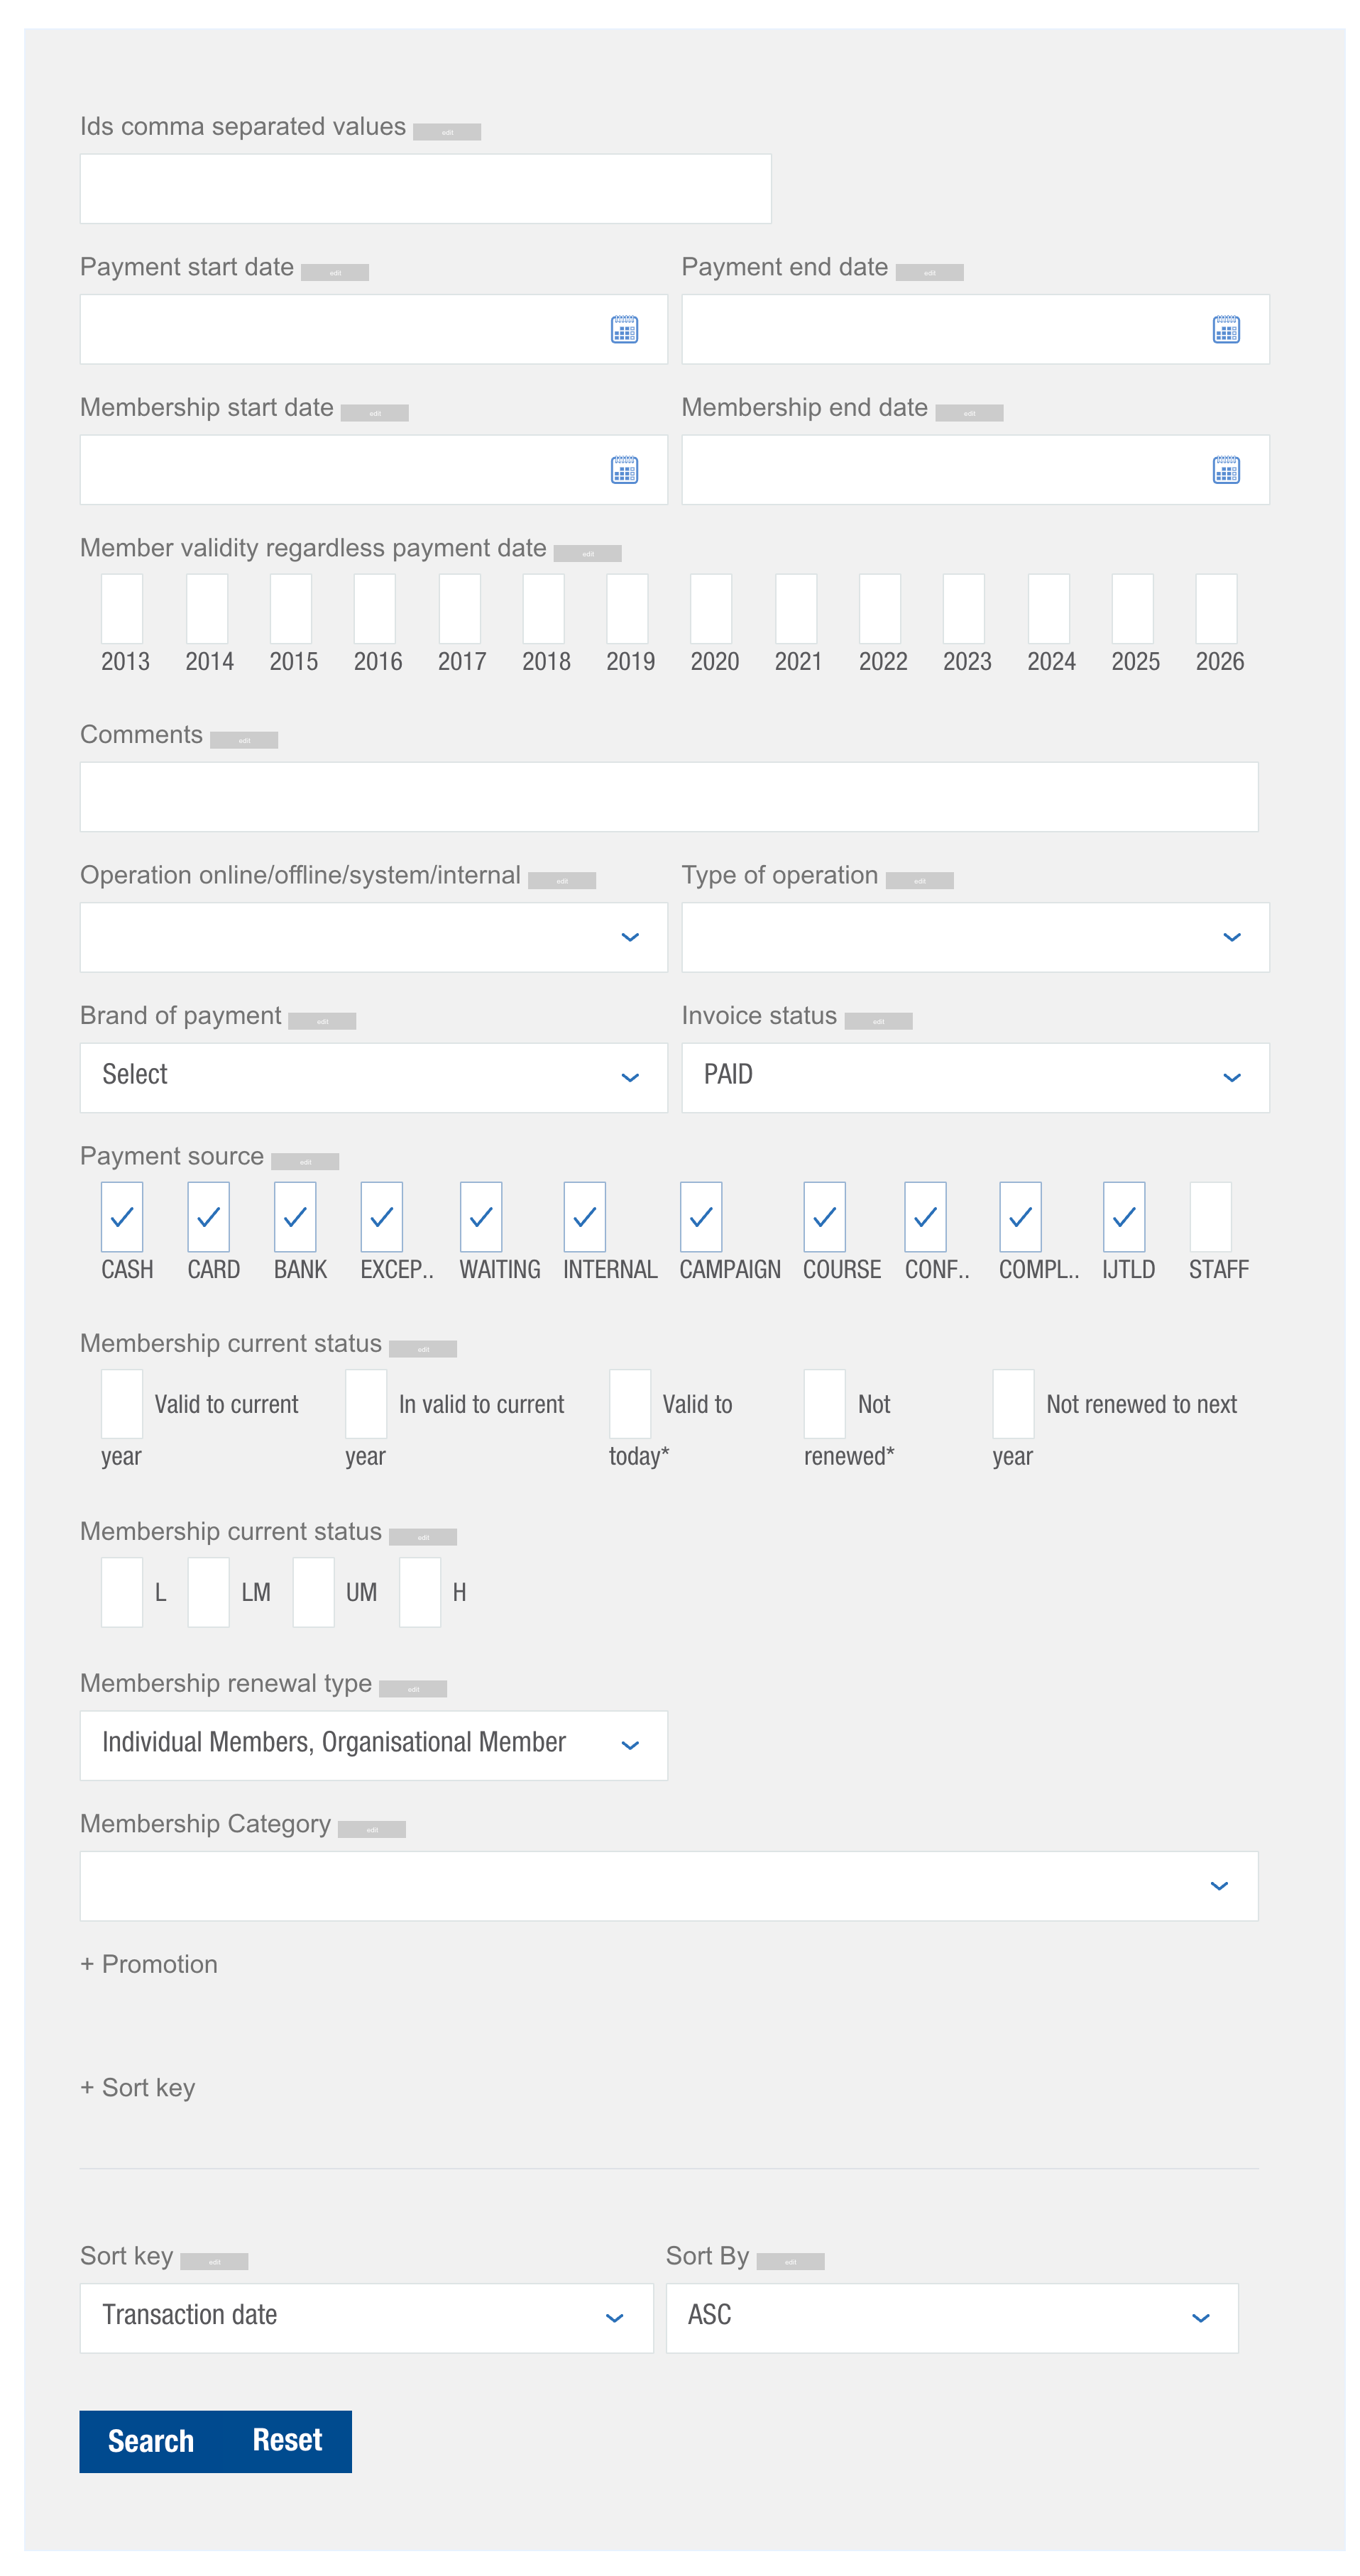 Ids comma separated values edit
Payment start date edit Payment end date edit
Membership start date edit Membership end date edit
Member validity regardless payment date edit
2013 2014 2015 2016 2017 2018 2019 2020 2021 2022 2023 2024 2025 2026
Comments edit
Operation online/offline/system/internal edit Type of operation edit
Brand of payment edit Invoice status edit
Select PAID
Payment source edit
CASH CARD BANK EXCEP.. WAITING INTERNAL CAMPAIGN COURSE CONF.. COMPL.. IJTLD STAFF
Membership current status edit
Valid to current In valid to current Valid to Not Not renewed to next
year year today* renewed* year
Membership current status edit
L LM UM H
Membership renewal type edit
Individual Members, Organisational Member
Membership Category edit
+ Promotion
+ Sort key
Sort key edit Sort By edit
Transaction date ASC
Search Reset